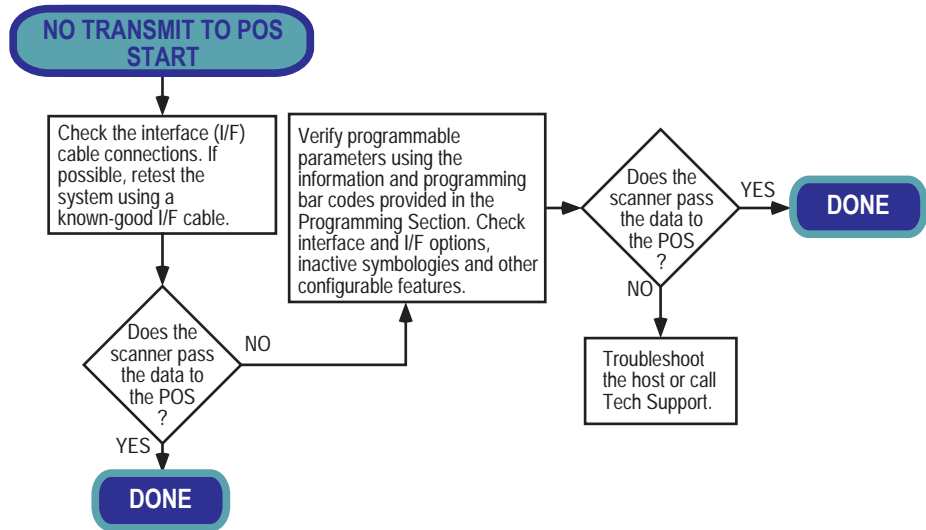 NO TRANSMIT TO POS
START
Check the interface (I/F)
cable connections. If
possible, retest the
system using a
known-good I/F cable.
Does the
scanner pass
the data to
the POS
?
YES
DONE
NO
Verify programmable
parameters using the
information and programming
bar codes provided in the
Programming Section. Check
interface and I/F options,
inactive symbologies and other
configurable features.
Does the
scanner pass
the data to
the POS
?
YES
DONE
NO
Troubleshoot
the host or call
Tech Support.